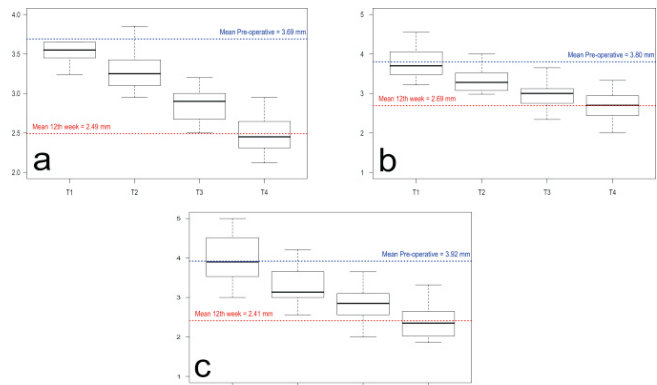 4.0
Mean Pre-operative = 3.69 mm
3.5
3.0
2.5
Mean 12th week = 2.49 mm
a
2.0
T1 T2 T3 T4
5
4
Mean Pre-operative = 3.80 mm
3
Mean 12th week = 2.69 mm
2
b
1
T1 T2 T3 T4
5
4
Mean Pre-operative = 3.92 mm
3
Mean 12th week = 2.41 mm
2
c
1